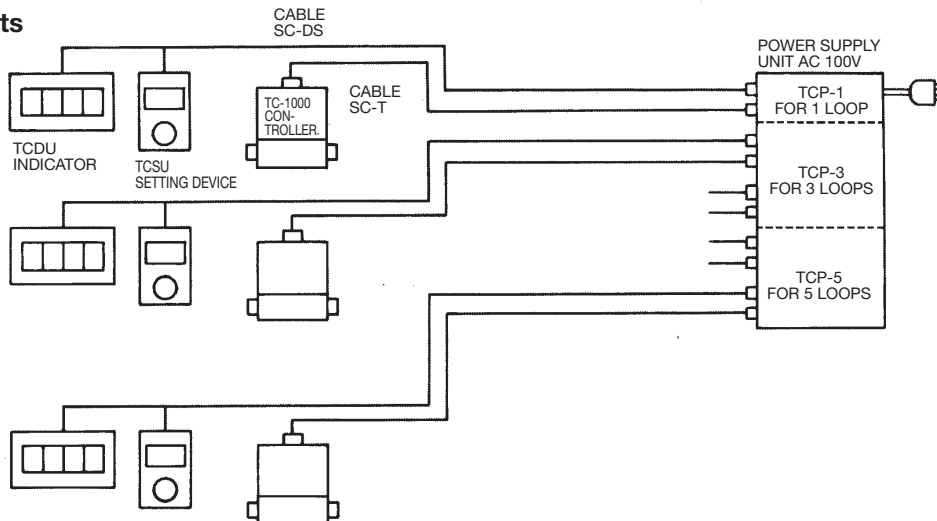 ts
CABLE
SC-DS
POWER SUPPLY
UNIT AC 100V
TCP-1
FOR 1 LOOP
TC-1000
CON-
TROLLER.
CABLE
SC-T
TCDU
INDICATOR
TCSU
SETTING DEVICE
TCP-3
FOR 3 LOOPS
TCP-5
FOR 5 LOOPS